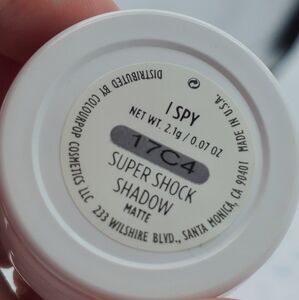 I SPY
NET WT. 2.1g / 0.07 OZ
17C4
SUPER SHOCK
SHADOW
MATTE
DISTRIBUTED BY COLOURPOP COSMETICS LLC 233 WILSHIRE BLVD., SANTA MONICA, CA 90401 MADE IN U.S.A.